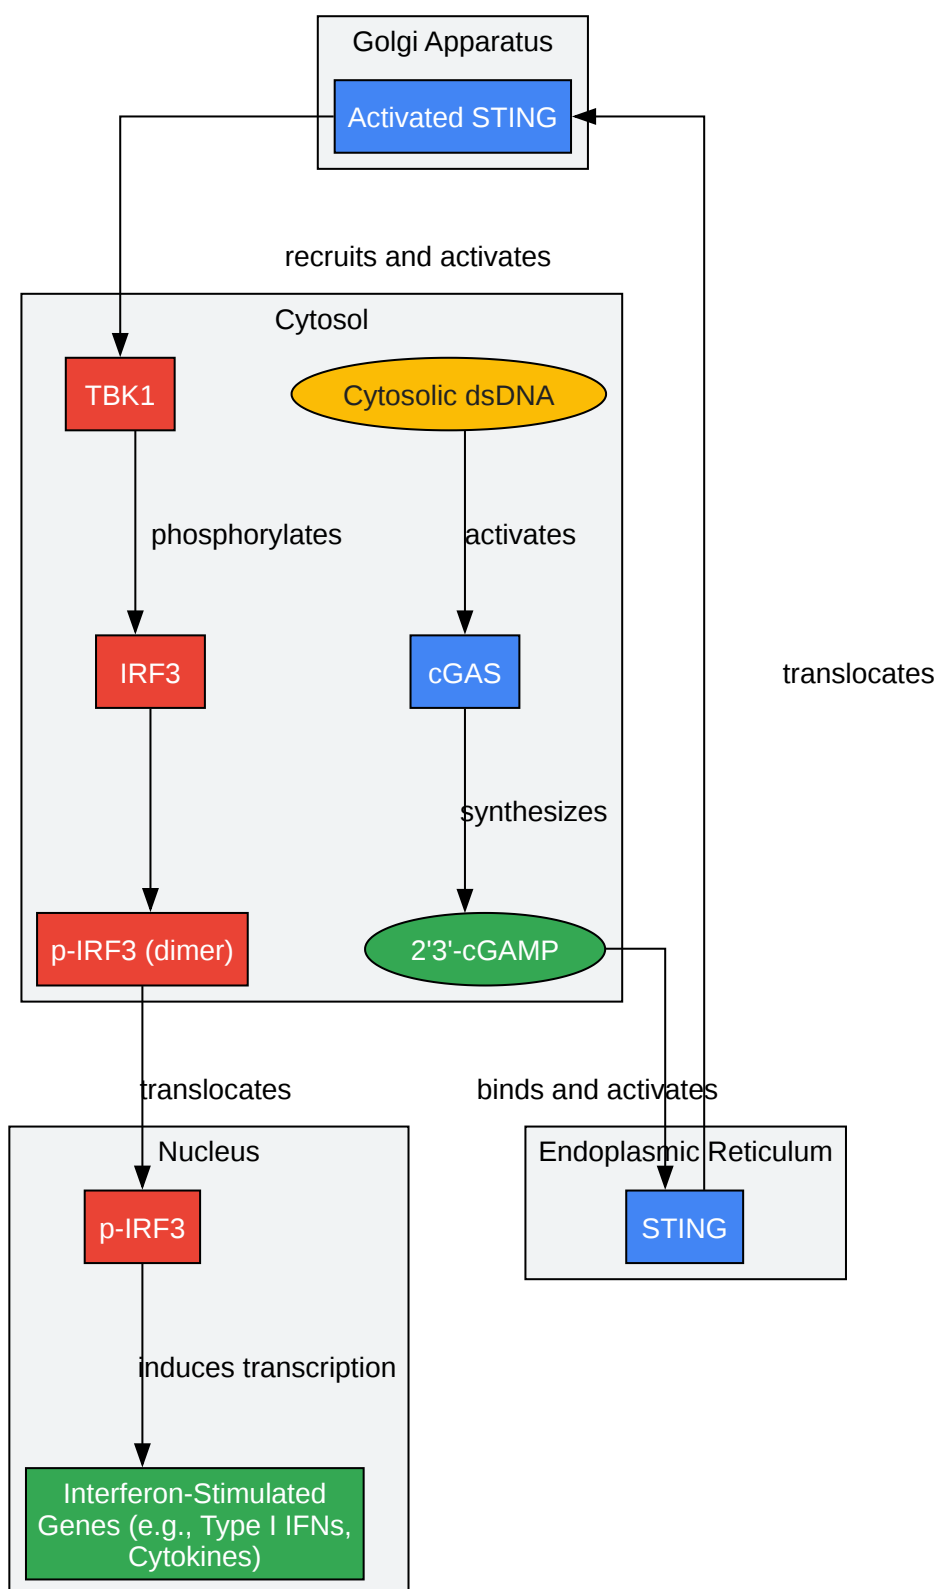 Golgi Apparatus
Activated STING
recruits and activates
Cytosol
TBK1
Cytosolic dsDNA
phosphorylates
activates
IRF3
cGAS
translocates
synthesizes
p-IRF3 (dimer)
2'3'-cGAMP
translocates
binds and activates
Nucleus
Endoplasmic Reticulum
p-IRF3
STING
induces transcription
Interferon-Stimulated
Genes (e.g., Type I IFNs,
Cytokines)